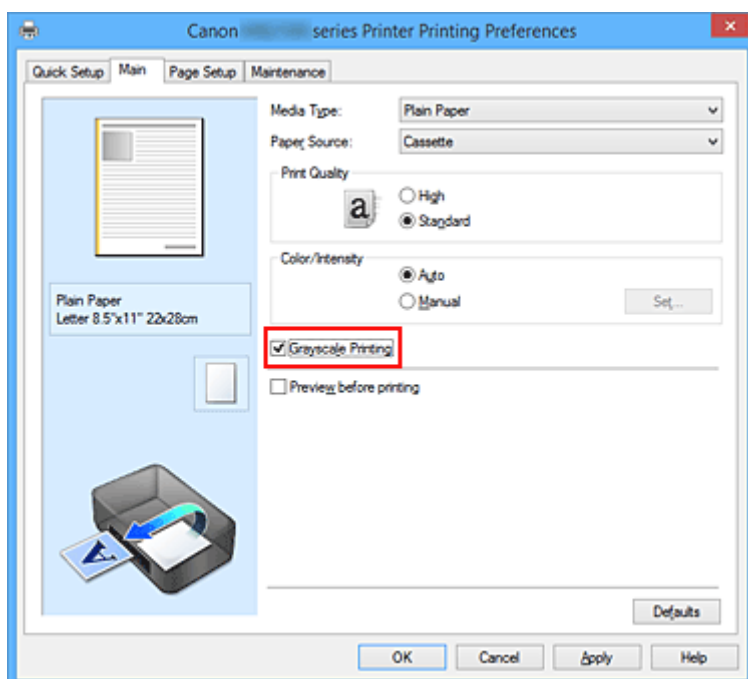 Canon series Printer Printing Preferences
Quick Setup Main Page Setup Maintenance
Media Type: Plain Paper
Paper Source: Cassette
Print Quality
a
High
Standard
Color/Intensity
Auto
Manual Set...
Plain Paper
Letter 8.5"x11" 22x28cm
Grayscale Printing
Preview before printing
A
Defaults
OK Cancel Apply Help